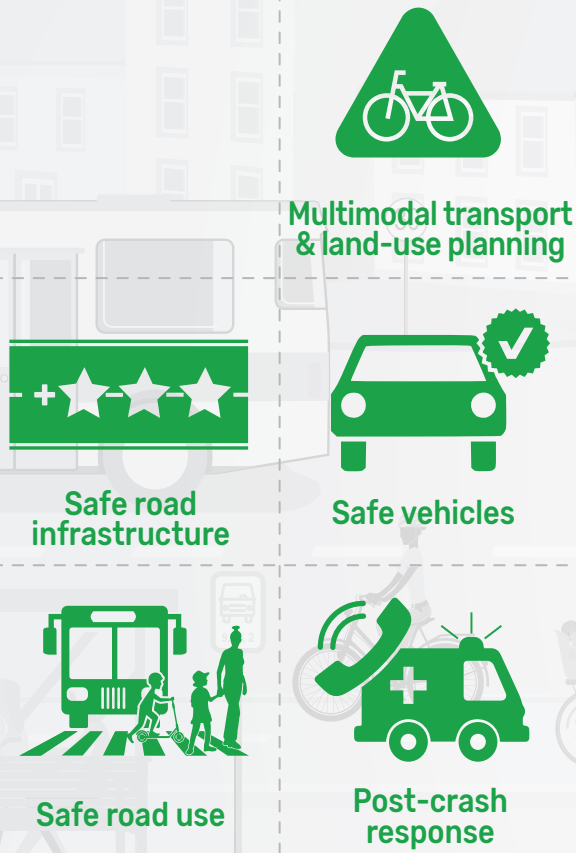 Multimodal transport
& land-use planning
Safe road
infrastructure
Safe vehicles
Safe road use
Post-crash
response